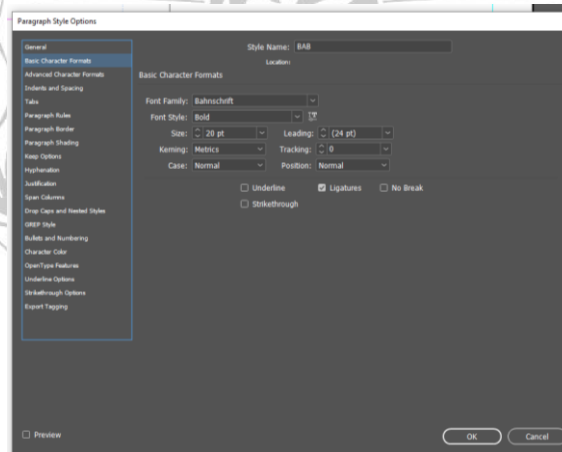 Paragraph Style Options
General
Basic Character Formats
Advanced Character Formats
Indents and Spacing
Tabs
Paragraph Rules
Paragraph Border
Paragraph Shading
Keep Options
Hyphenation
Justification
Span Columns
Drop Caps and Nested Styles
GREP Style
Bullets and Numbering
Character Color
OpenType Features
Underline Options
Strikethrough Options
Export Tagging
Style Name: BAB
Location:
Basic Character Formats
Font Family: Bahnschrift
Font Style: Bold
Size: 20 pt Leading: (24 pt)
Kerning: Metrics Tracking: 0
Case: Normal Position: Normal
Underline Ligatures No Break
Strikethrough
Preview
OK Cancel